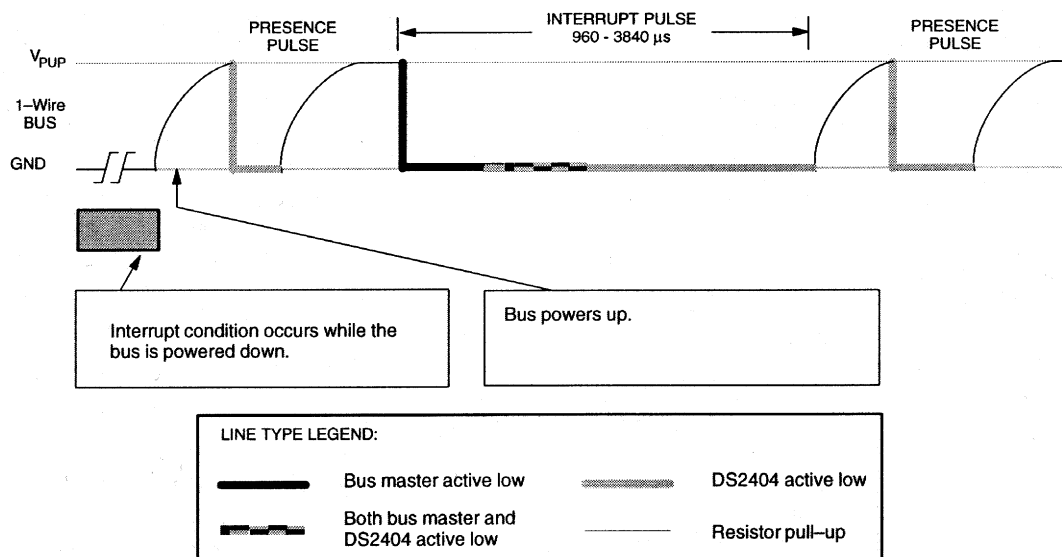 PRESENCE
PULSE
INTERRUPT PULSE
960 - 3840 µs
PRESENCE
PULSE
VPUP
1–Wire
BUS
GND
Interrupt condition occurs while the
bus is powered down.
Bus powers up.
LINE TYPE LEGEND:
Bus master active low
DS2404 active low
Both bus master and
DS2404 active low
Resistor pull–up